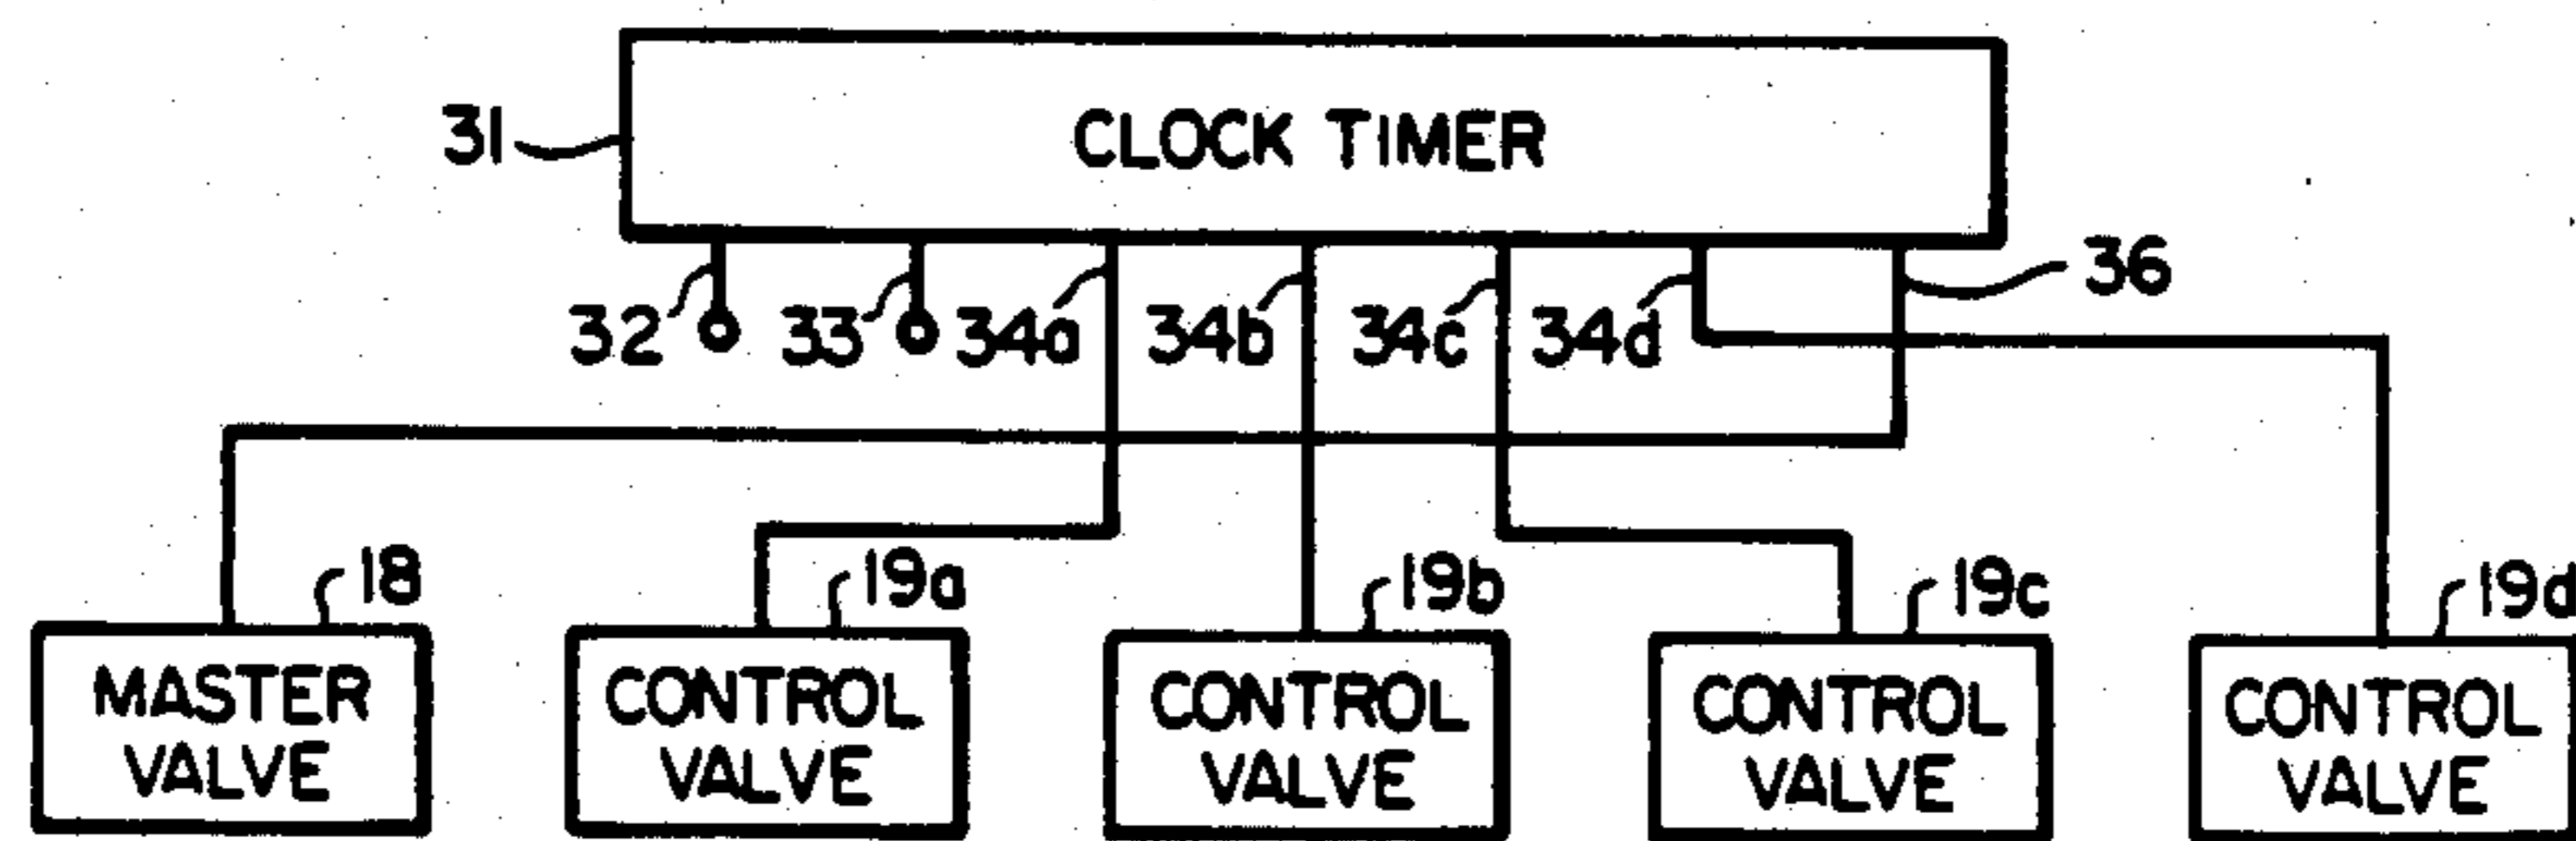 31
CLOCK TIMER
32
33
34a
34b
34c
34d
36
18
19a
19b
19c
19d
MASTER
VALVE
CONTROL
VALVE
CONTROL
VALVE
CONTROL
VALVE
CONTROL
VALVE